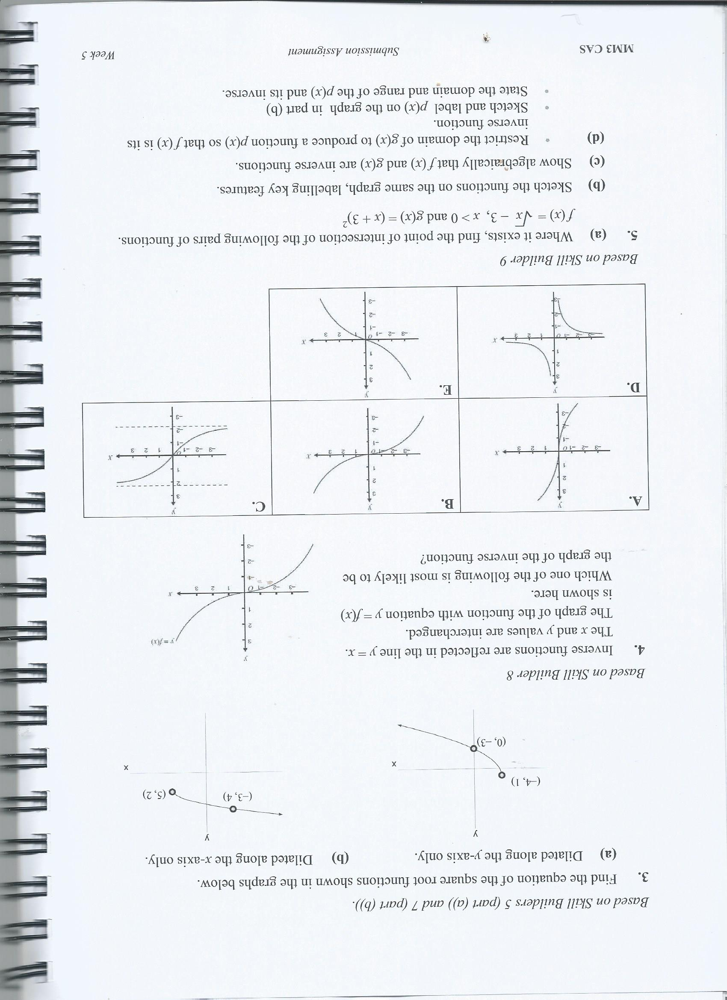 Based on Skill Builders 5 (part (a)) and 7 (part (b)).
3. Find the equation of the square root functions shown in the graphs below.
(a) Dilated along the y-axis only. (b) Dilated along the x-axis only.
y
(–4, 1)
x
(0, –3)
y
(–3, 4)
(5, 2)
x
Based on Skill Builder 8
4. Inverse functions are reflected in the line y = x.
The x and y values are interchanged.
The graph of the function with equation y = f(x)
is shown here.
Which one of the following is most likely to be
the graph of the inverse function?
y
y = f(x)
3
2
1
-3 -2 -1 O 1 2 3 x
-1
-2
-3
A.
y
3
2
1
-3 -2 -1 O 1 2 3 x
-1
-2
-3
B.
y
3
2
1
-3 -2 -1 O 1 2 3 x
-1
-2
-3
C.
y
3
2
1
-3 -2 -1 O 1 2 3 x
-1
-2
-3
D.
y
3
2
1
-3 -2 -1 O 1 2 3 x
-1
-2
-3
E.
y
3
2
1
-3 -2 -1 O 1 2 3 x
-1
-2
-3
Based on Skill Builder 9
5. (a) Where it exists, find the point of intersection of the following pairs of functions.
f(x) = √x – 3, x > 0 and g(x) = (x + 3)²
(b) Sketch the functions on the same graph, labelling key features.
(c) Show algebraically that f(x) and g(x) are inverse functions.
(d) • Restrict the domain of g(x) to produce a function p(x) so that f(x) is its
inverse function.
• Sketch and label p(x) on the graph in part (b)
• State the domain and range of the p(x) and its inverse.
MM3 CAS Submission Assignment Week 5